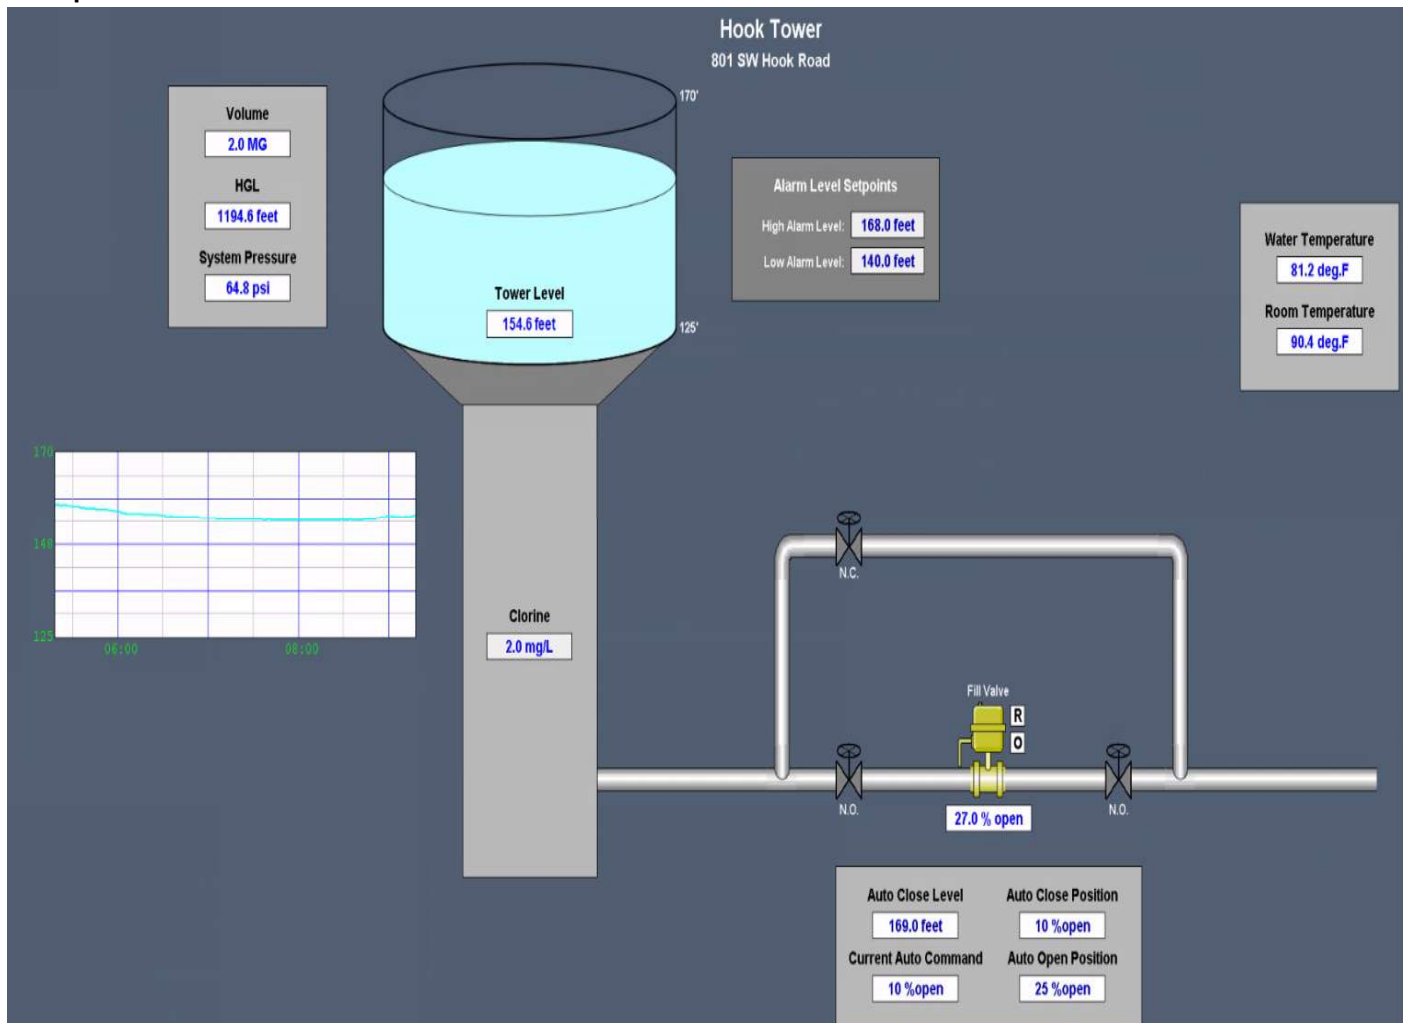 Hook Tower
801 SW Hook Road
Volume
2.0 MG
HGL
1194.6 feet
System Pressure
64.8 psi
170'
Tower Level
154.6 feet
125'
Alarm Level Setpoints
High Alarm Level: 168.0 feet
Low Alarm Level: 140.0 feet
Water Temperature
81.2 deg.F
Room Temperature
90.4 deg.F
170
148
125
06:00 08:00
Clorine
2.0 mg/L
N.C.
Fill Valve
R
O
N.O.
27.0 % open
N.O.
Auto Close Level Auto Close Position
169.0 feet 10 %open
Current Auto Command Auto Open Position
10 %open 25 %open